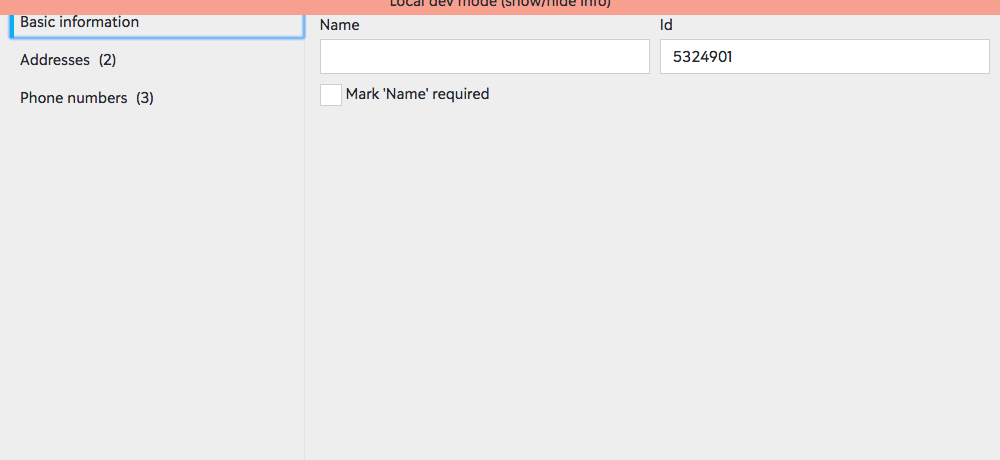 Local dev mode (show/hide info)
Basic information
Addresses (2)
Phone numbers (3)
Name
Id
5324901
Mark 'Name' required